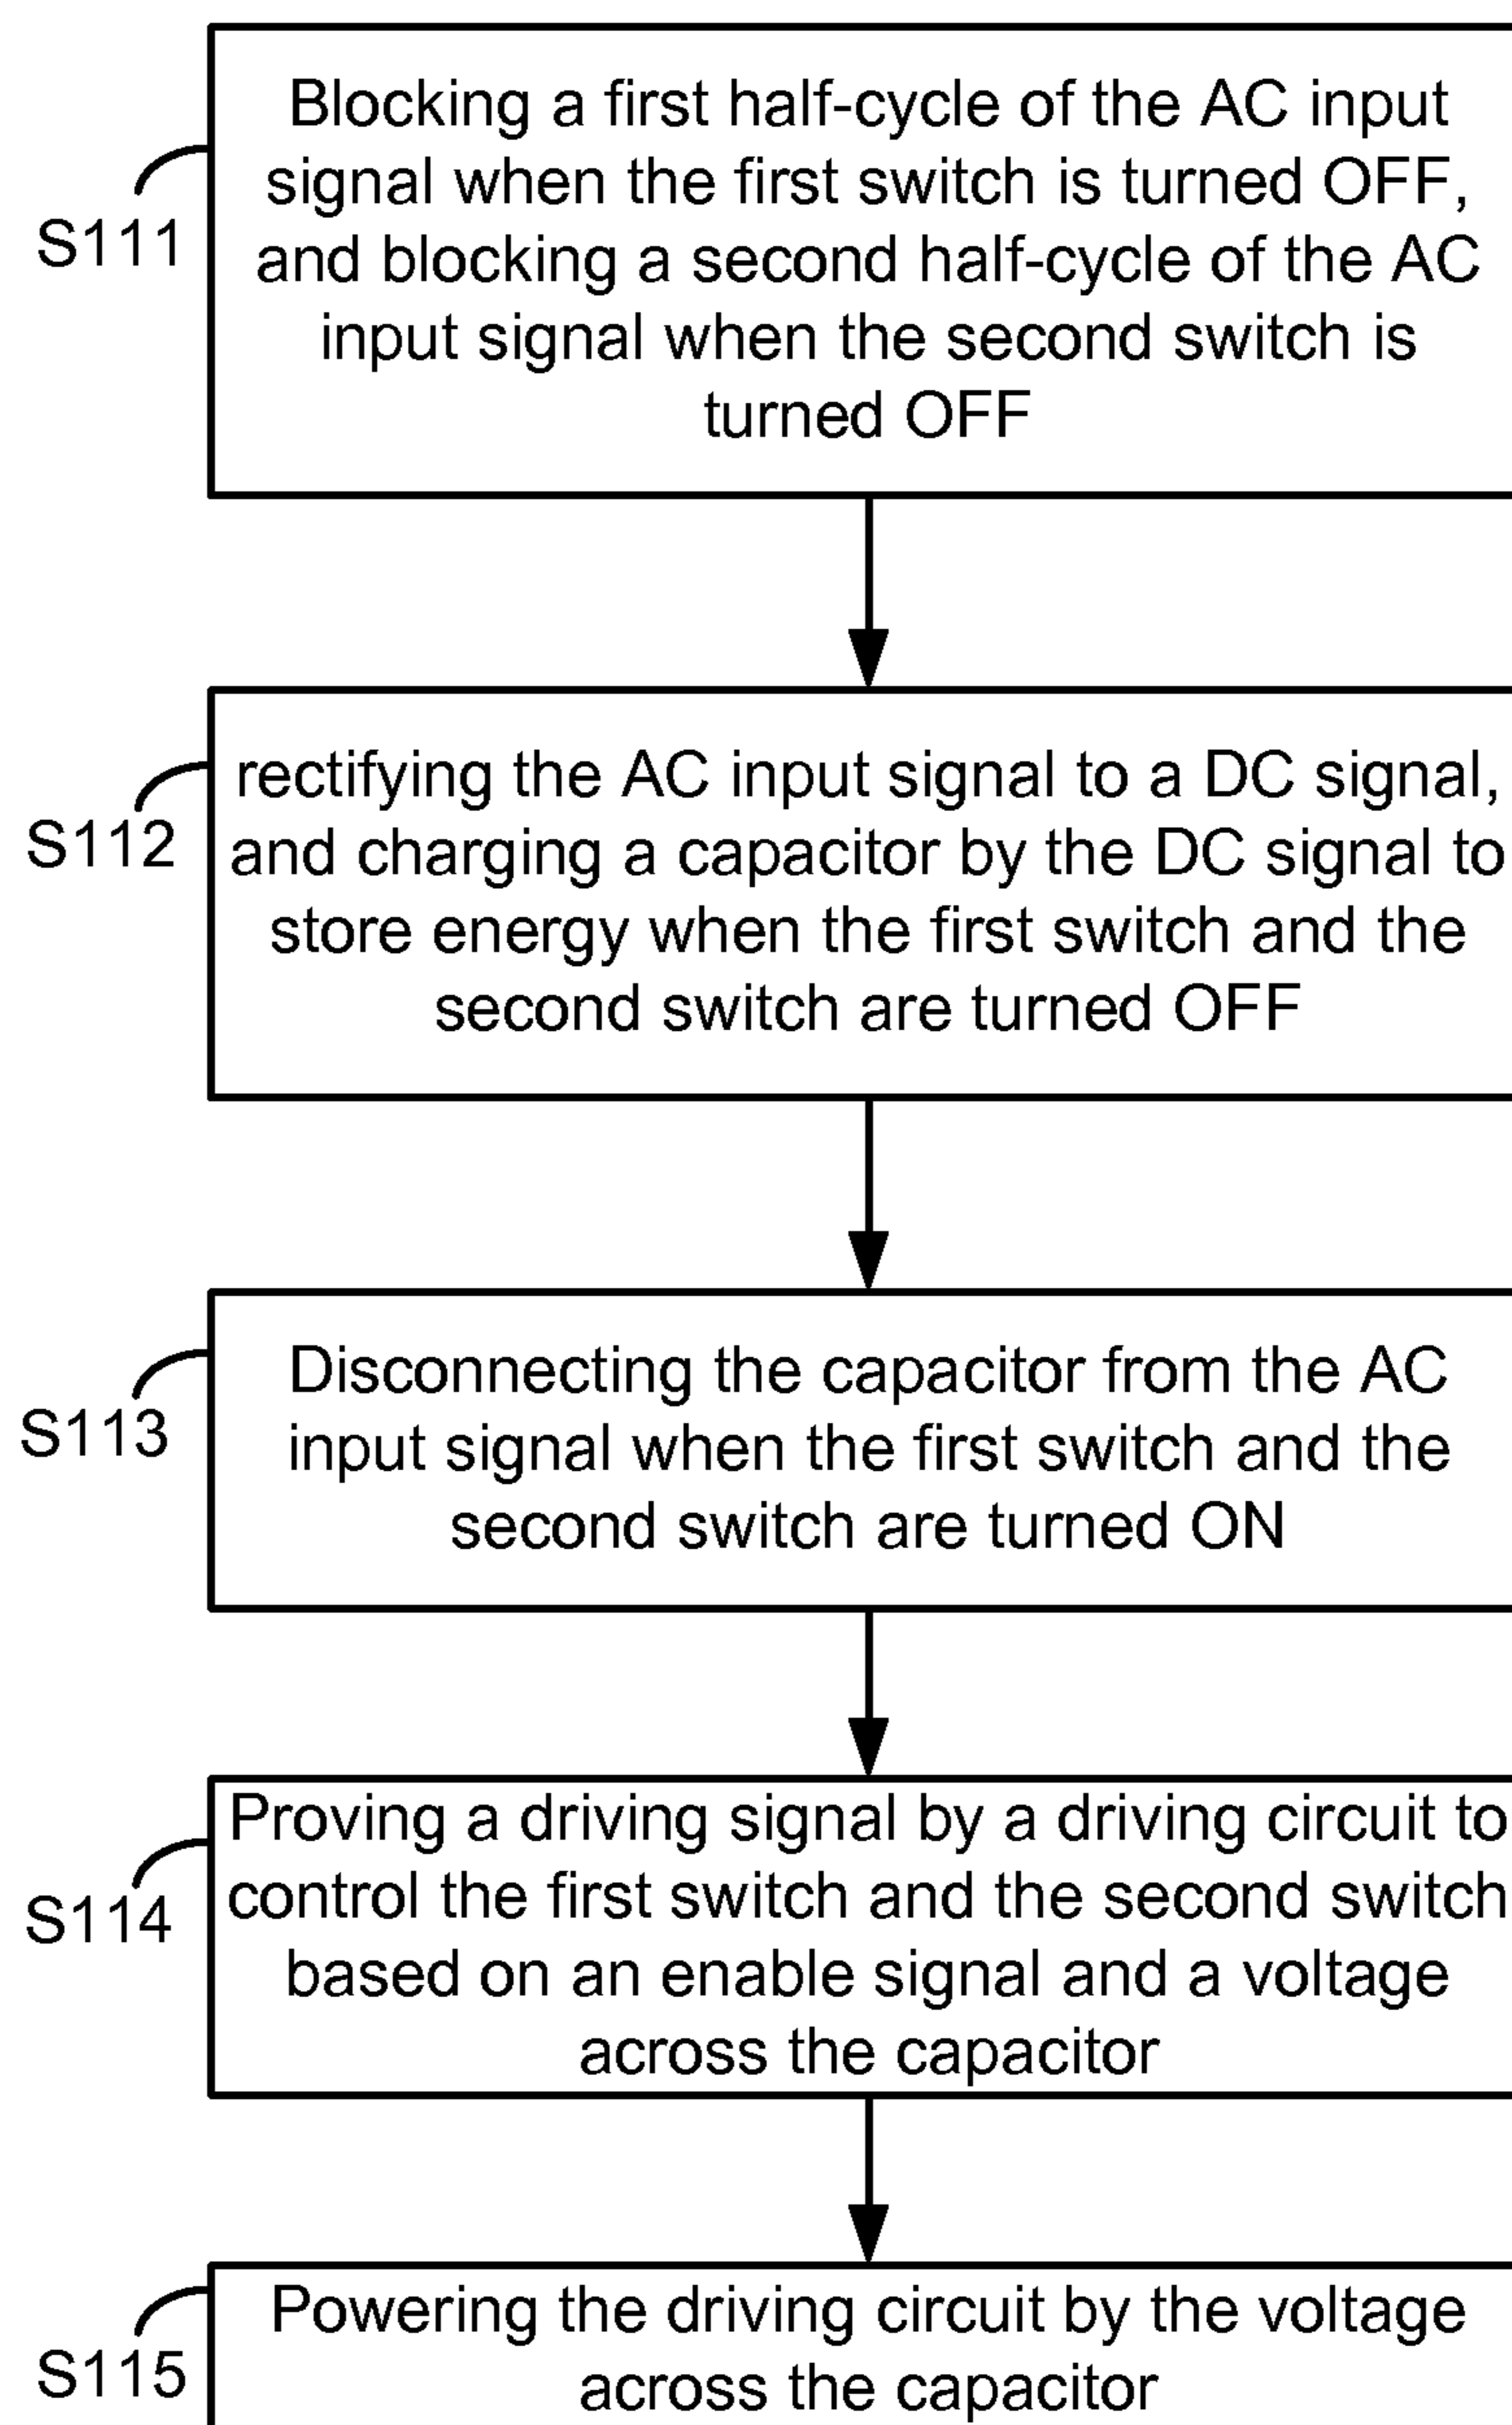 Blocking a first half-cycle of the AC input
signal when the first switch is turned OFF,
and blocking a second half-cycle of the AC
input signal when the second switch is
turned OFF
S111
rectifying the AC input signal to a DC signal,
and charging a capacitor by the DC signal to
store energy when the first switch and the
second switch are turned OFF
S112
Disconnecting the capacitor from the AC
input signal when the first switch and the
second switch are turned ON
S113
Proving a driving signal by a driving circuit to
control the first switch and the second switch
based on an enable signal and a voltage
across the capacitor
S114
Powering the driving circuit by the voltage
across the capacitor
S115